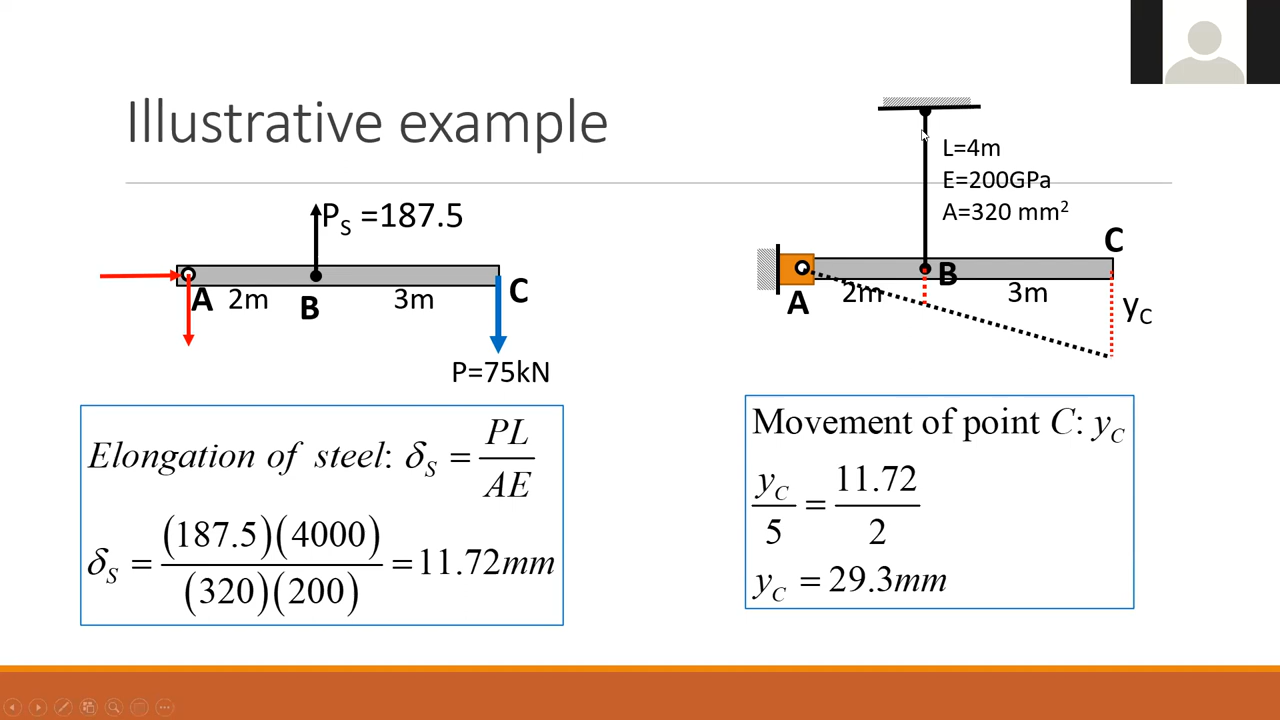 Illustrative example
P_S =187.5
A 2m B 3m C
P=75kN
L=4m
E=200GPa
A=320 mm²
C
B
A 2m 3m y_C
Elongation of steel: δ_S = PL/AE
δ_S = (187.5)(4000)/(320)(200) = 11.72mm
Movement of point C: y_C
y_C/5 = 11.72/2
y_C = 29.3mm